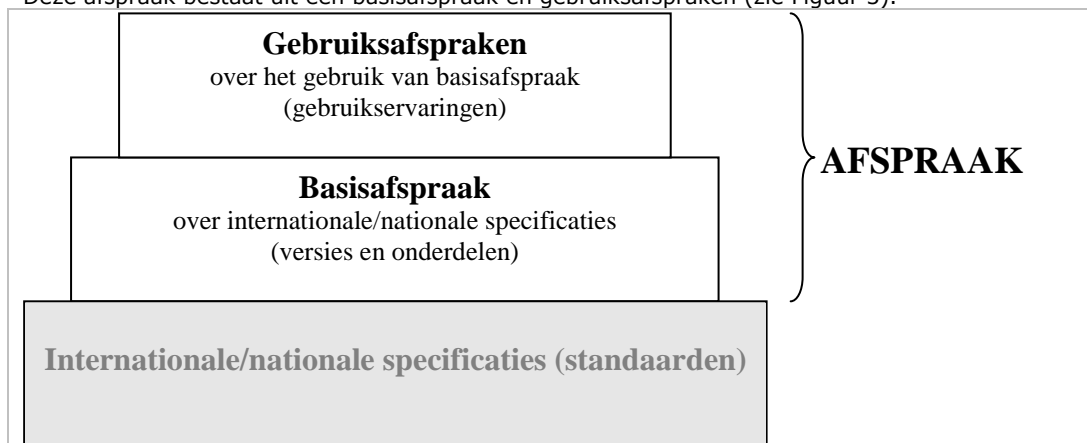 Deze afspraak bestaat uit een basisafspraak en gebruiksafspraken (zie Figuur 3).
Gebruiksafspraken
over het gebruik van basisafspraak
(gebruikservaringen)
AFSPRAAK
Basisafspraak
over internationale/nationale specificaties
(versies en onderdelen)
Internationale/nationale specificaties (standaarden)